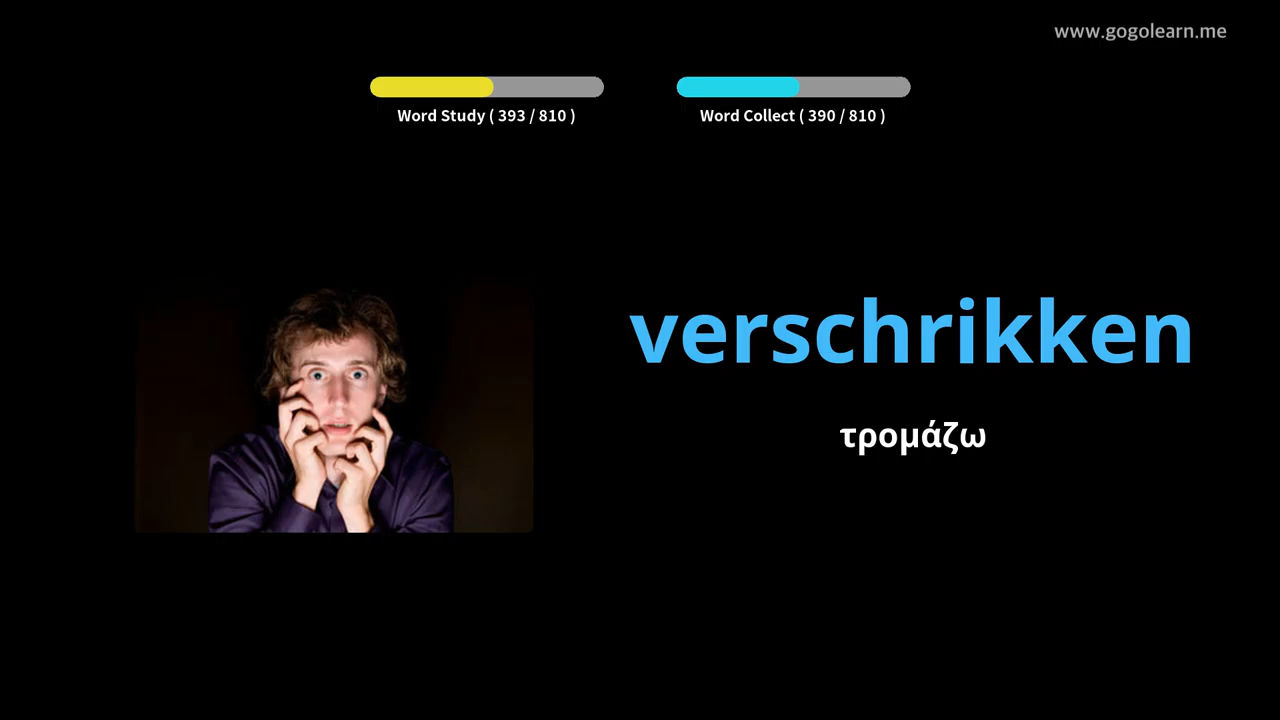 www.gogolearn.me
Word Study ( 393 / 810 )
Word Collect ( 390 / 810 )
verschrikken
τρομάζω